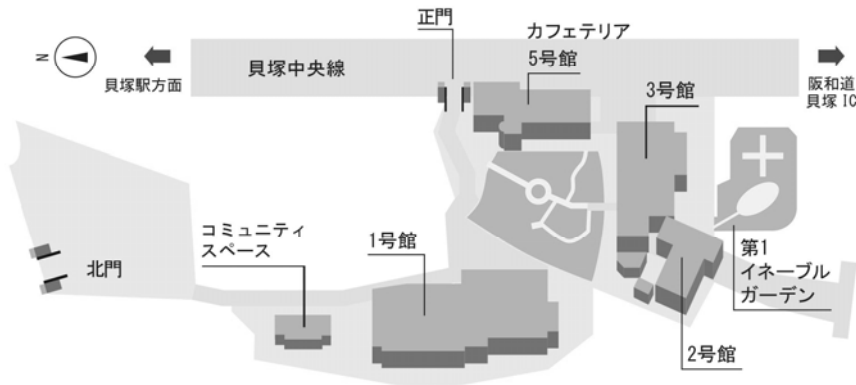 正門
カフェテリア
5号館
N
貝塚駅方面
貝塚中央線
3号館
阪和道
貝塚 IC
コミュニティ
スペース
1号館
北門
第1
イネーブル
ガーデン
2号館